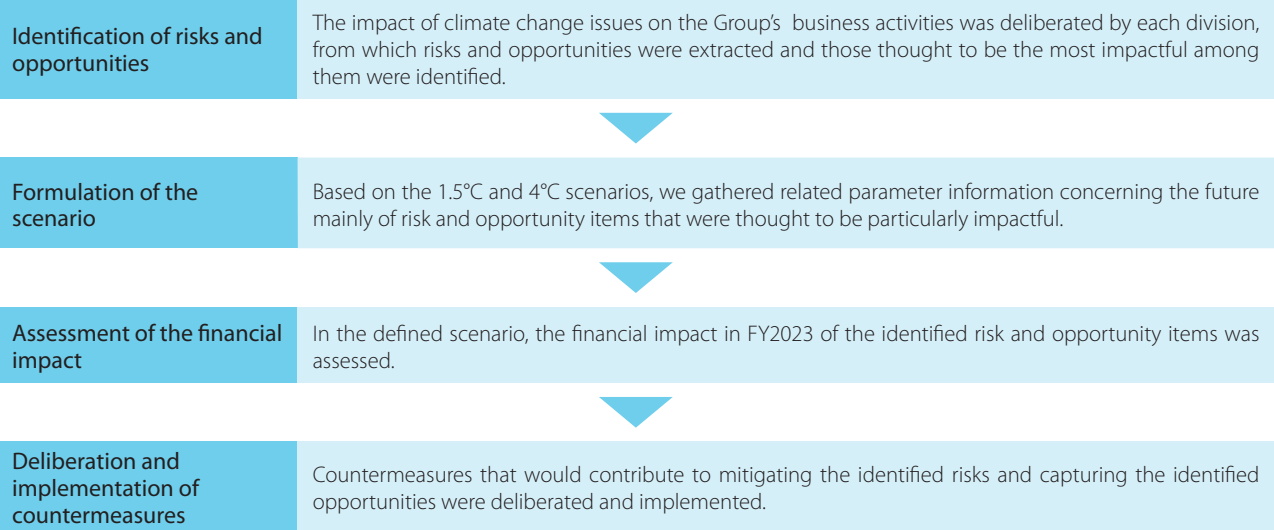 Identification of risks and
opportunities
The impact of climate change issues on the Group's business activities was deliberated by each division,
from which risks and opportunities were extracted and those thought to be the most impactful among
them were identified.
Formulation of the
scenario
Based on the 1.5°C and 4°C scenarios, we gathered related parameter information concerning the future
mainly of risk and opportunity items that were thought to be particularly impactful.
Assessment of the financial
impact
In the defined scenario, the financial impact in FY2023 of the identified risk and opportunity items was
assessed.
Deliberation and
implementation of
countermeasures
Countermeasures that would contribute to mitigating the identified risks and capturing the identified
opportunities were deliberated and implemented.